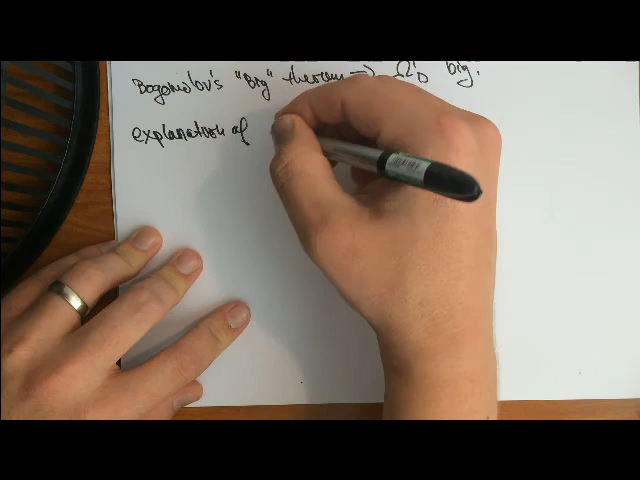 Bogomolov's "Big" theorem → Ω¹_D big.
explanation of